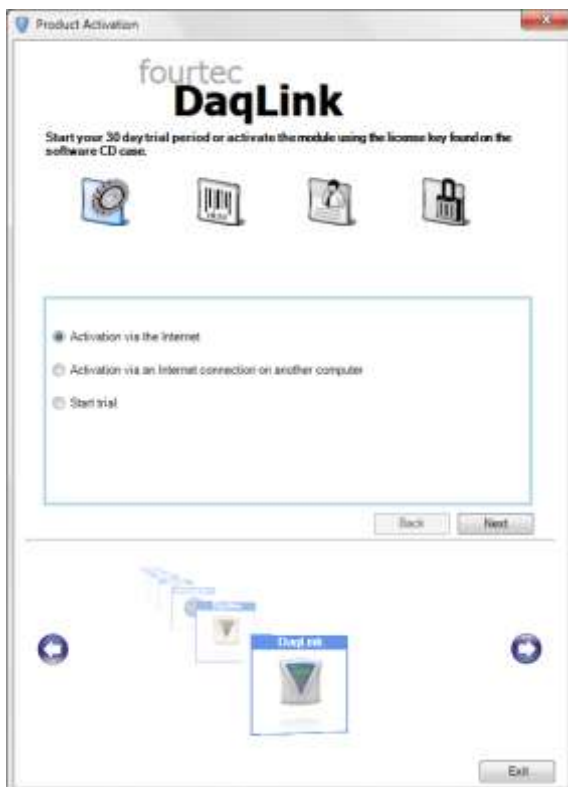 Product Activation
fourtec
DaqLink
Start your 30 day trial period or activate the module using the license key found on the
software CD case.
Activation via the Internet
Activation via an Internet connection on another computer
Start trial
Back
Next
DaqLink
Exit